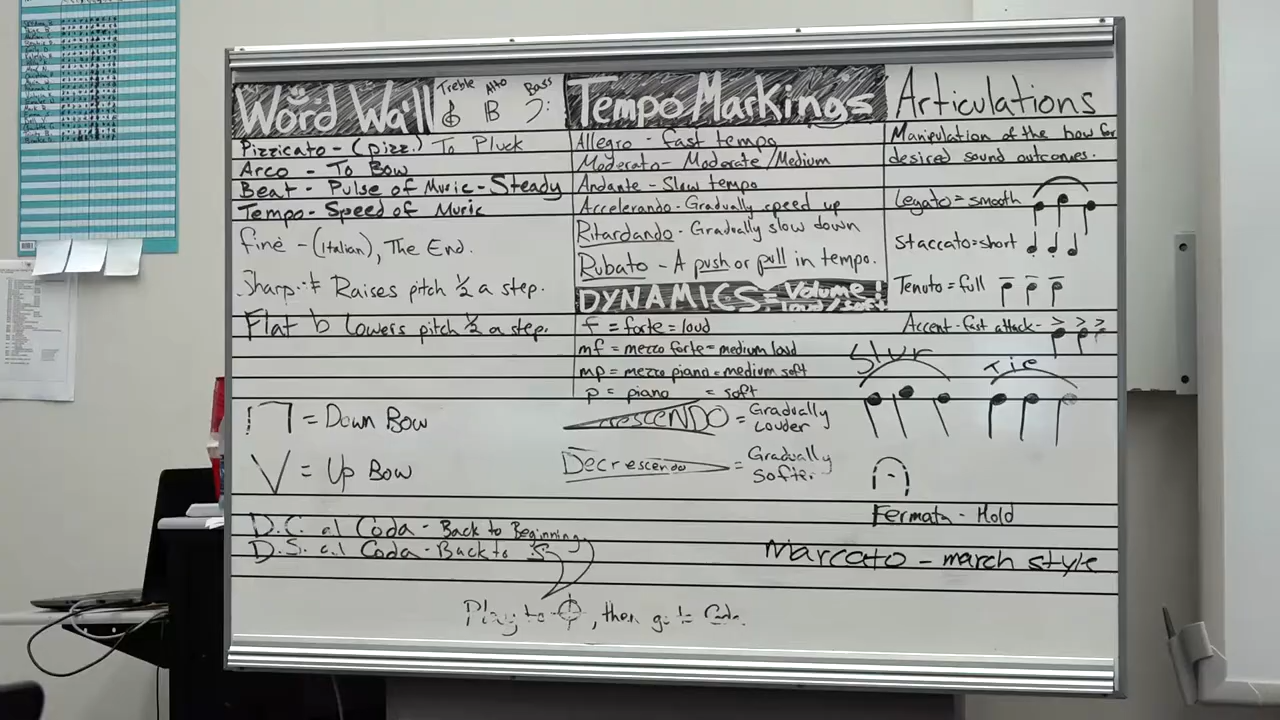 Word Wall
Treble Alto Bass
Pizzicato - (pizz.) To Pluck
Arco - To Bow
Beat - Pulse of Music - Steady
Tempo - Speed of Music
fine - (Italian), The End.
Sharp: # Raises pitch ½ a step.
Flat b Lowers pitch ½ a step.
= Down Bow
V = Up Bow
D.C. al Coda - Back to Beginning
D.S. al Coda - Back to
Play to , then go to Coda.
Tempo Markings
Allegro - Fast tempo
Moderato - Moderate/Medium
Andante - Slow tempo
Accelerando - Gradually speed up
Ritardando - Gradually slow down
Rubato - A push or pull in tempo.
DYNAMICS = Volume!
loud/soft!
f = forte = loud
mf = mezzo forte = medium loud
mp = mezzo piano = medium soft
p = piano = soft
CrescENDO = Gradually
Louder
Decrescendo = Gradually
Softer
Articulations
Manipulation of the bow for
desired sound outcomes.
Legato = smooth
Staccato = short
Tenuto = full
Accent - fast attack -
Slur
Tie
Fermata - Hold
Marcato - march style